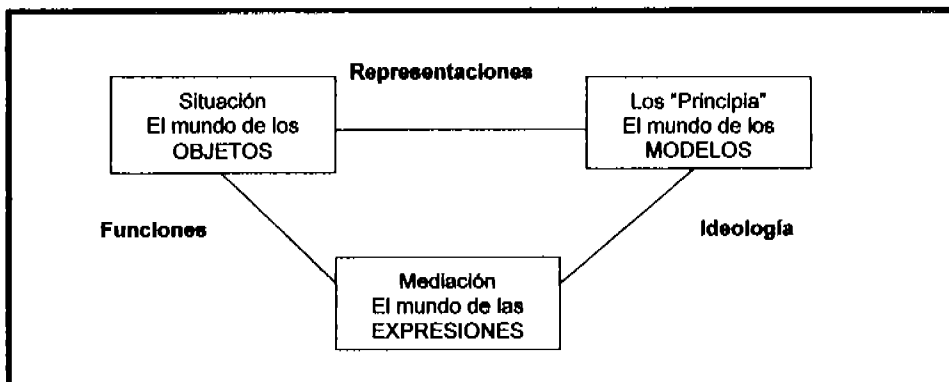 Representaciones
Situación
El mundo de los
OBJETOS
Los "Principia"
El mundo de los
MODELOS
Funciones
Ideología
Mediación
El mundo de las
EXPRESIONES